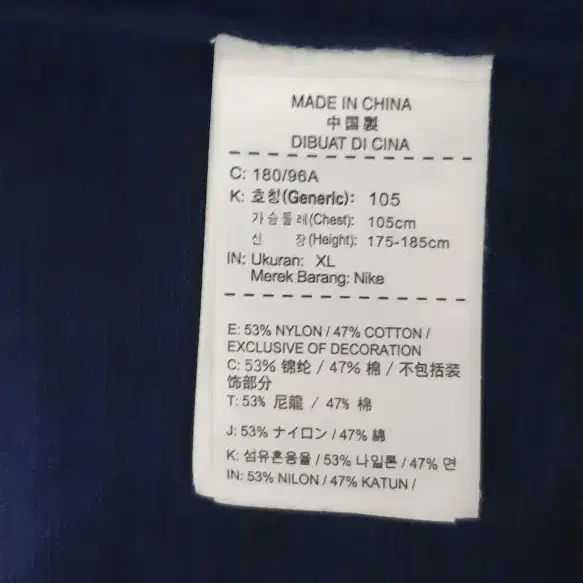 MADE IN CHINA
中国製
DIBUAT DI CINA
C: 180/96A
K: 호칭(Generic): 105
가슴둘레(Chest): 105cm
신 장(Height): 175-185cm
IN: Ukuran: XL
Merek Barang: Nike
E: 53% NYLON / 47% COTTON /
EXCLUSIVE OF DECORATION
C: 53% 锦纶 / 47% 棉 / 不包括装
饰部分
T: 53% 尼龍 / 47% 棉
J: 53% ナイロン / 47% 綿
K: 섬유혼용율 / 53% 나일론 / 47% 면
IN: 53% NILON / 47% KATUN /